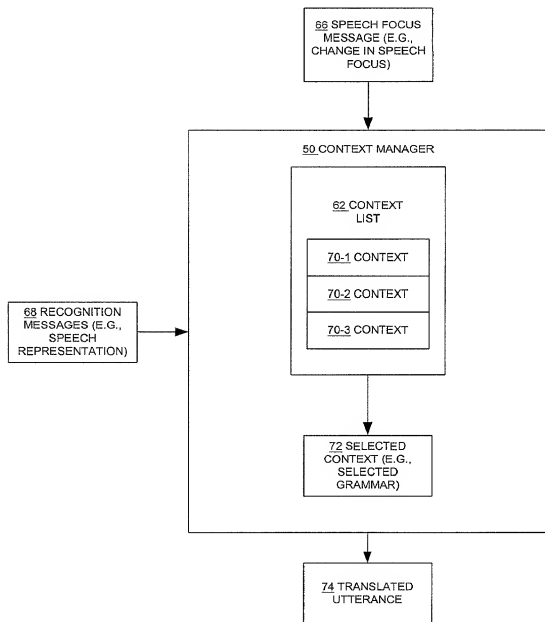 66 SPEECH FOCUS
MESSAGE (E.G.,
CHANGE IN SPEECH
FOCUS)
50 CONTEXT MANAGER
62 CONTEXT
LIST
70-1 CONTEXT
70-2 CONTEXT
70-3 CONTEXT
68 RECOGNITION
MESSAGES (E.G.,
SPEECH
REPRESENTATION)
72 SELECTED
CONTEXT (E.G.,
SELECTED
GRAMMAR)
74 TRANSLATED
UTTERANCE